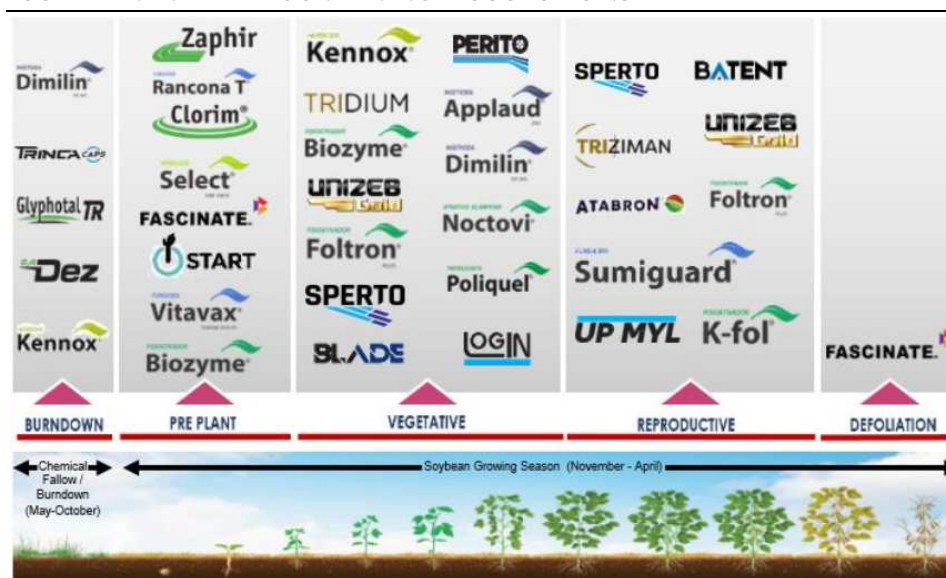 Dimilin®
TRINCA CAPS
Glyphotal TR
Dez
Kennox®
Zaphir
Rancona T®
Clorim®
Select®
FASCINATE.
START
Vitavax®
Biozyme®
Kennox®
TRIDIUM
Biozyme®
UNIZEB
Gold
Foltron®
SPERTO
BLADE
PERITO
Applaud®
Dimilin®
Noctovi®
Poliquel®
LOGIN
SPERTO
TRIZIMAN
ATABRON
Sumiguard®
UP MYL
BATENT
UNIZEB
Gold
Foltron®
K-fol®
FASCINATE.
BURNDOWN
PRE PLANT
VEGETATIVE
REPRODUCTIVE
DEFOLIATION
Chemical
Fallow /
Burndown
(May-October)
Soybean Growing Season (November - April)